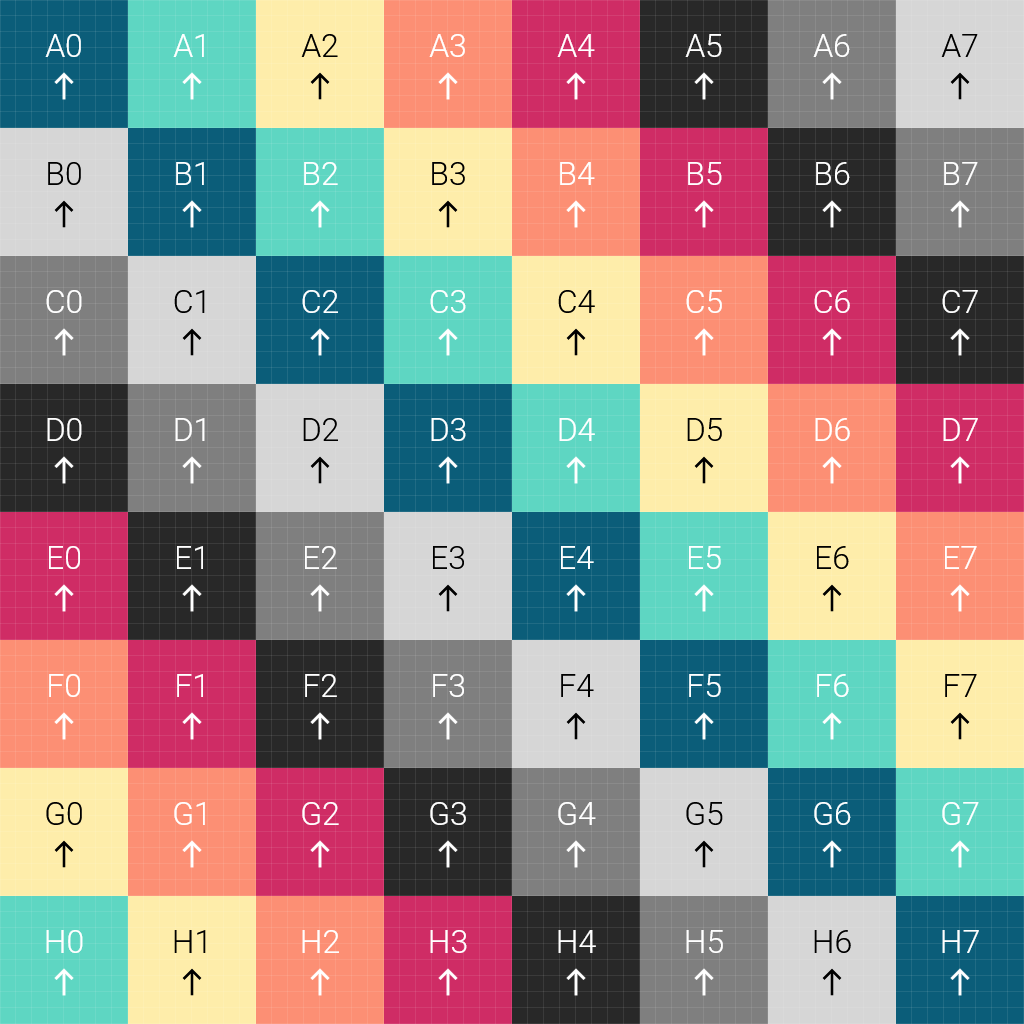 A0 A1 A2 A3 A4 A5 A6 A7
↑ ↑ ↑ ↑ ↑ ↑ ↑ ↑
B0 B1 B2 B3 B4 B5 B6 B7
↑ ↑ ↑ ↑ ↑ ↑ ↑ ↑
C0 C1 C2 C3 C4 C5 C6 C7
↑ ↑ ↑ ↑ ↑ ↑ ↑ ↑
D0 D1 D2 D3 D4 D5 D6 D7
↑ ↑ ↑ ↑ ↑ ↑ ↑ ↑
E0 E1 E2 E3 E4 E5 E6 E7
↑ ↑ ↑ ↑ ↑ ↑ ↑ ↑
F0 F1 F2 F3 F4 F5 F6 F7
↑ ↑ ↑ ↑ ↑ ↑ ↑ ↑
G0 G1 G2 G3 G4 G5 G6 G7
↑ ↑ ↑ ↑ ↑ ↑ ↑ ↑
H0 H1 H2 H3 H4 H5 H6 H7
↑ ↑ ↑ ↑ ↑ ↑ ↑ ↑